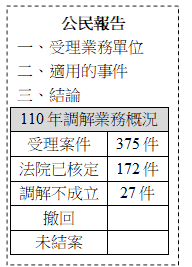 公民報告
一、受理業務單位
二、適用的事件
三、結論
110年調解業務概況
受理案件 375件
法院已核定 172件
調解不成立 27件
撤回
未結案